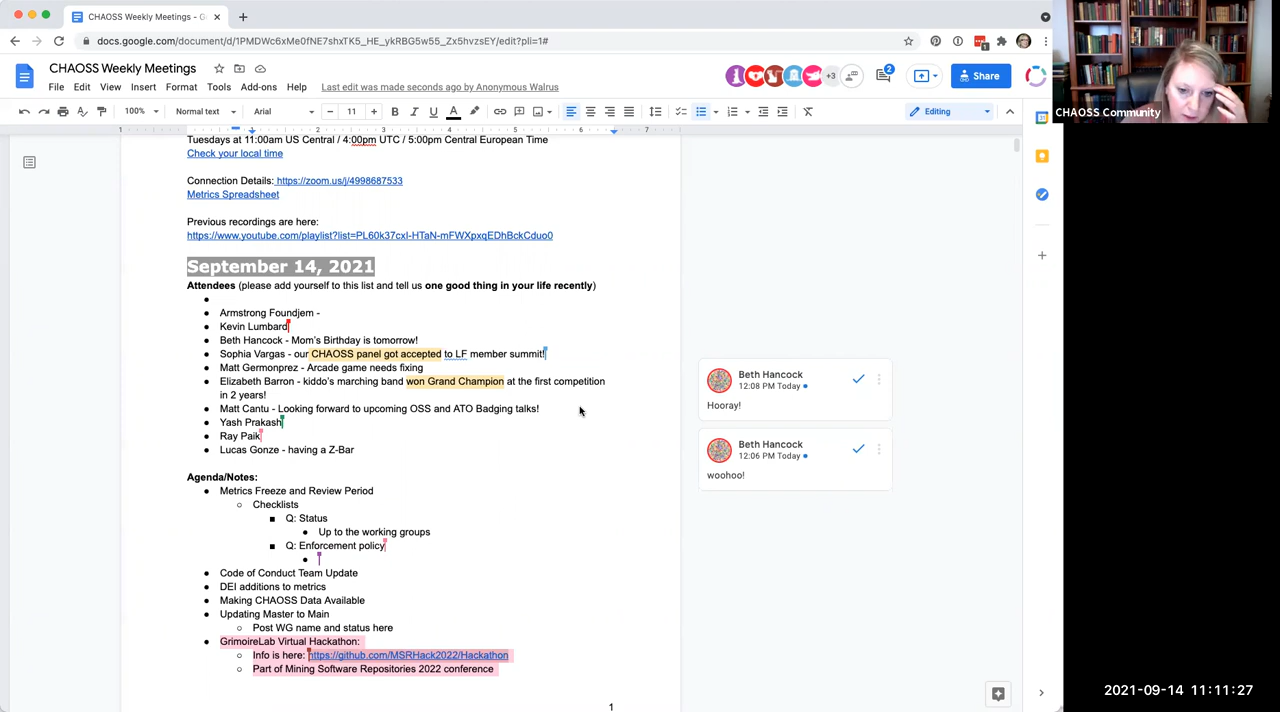 CHAOSS Weekly Meetings - G
docs.google.com/document/d/1PMDWc6xMe0fNE7shxTK5_HE_ykRBG5w55_Zx5hvzsEY/edit?pli=1#
1
CHAOSS Weekly Meetings
File Edit View Insert Format Tools Add-ons Help
Last edit was made seconds ago by Anonymous Walrus
+3
2
Share
CHAOSS Community
100% Normal text Arial 11 B I U A Editing
1 1 2 3 4 5 6 7
Tuesdays at 11:00am US Central / 4:00pm UTC / 5:00pm Central European Time
Check your local time
Connection Details: https://zoom.us/j/4998687533
Metrics Spreadsheet
Previous recordings are here:
https://www.youtube.com/playlist?list=PL60k37cxI-HTaN-mFWXpxqEDhBckCduo0
September 14, 2021
Attendees (please add yourself to this list and tell us one good thing in your life recently)
Armstrong Foundjem -
Kevin Lumbard
Beth Hancock - Mom's Birthday is tomorrow!
Sophia Vargas - our CHAOSS panel got accepted to LF member summit!
Matt Germonprez - Arcade game needs fixing
Elizabeth Barron - kiddo's marching band won Grand Champion at the first competition
in 2 years!
Matt Cantu - Looking forward to upcoming OSS and ATO Badging talks!
Yash Prakash
Ray Paik
Lucas Gonze - having a Z-Bar
Beth Hancock
12:08 PM Today
Hooray!
Beth Hancock
12:06 PM Today
woohoo!
Agenda/Notes:
Metrics Freeze and Review Period
Checklists
Q: Status
Up to the working groups
Q: Enforcement policy
Code of Conduct Team Update
DEI additions to metrics
Making CHAOSS Data Available
Updating Master to Main
Post WG name and status here
GrimoireLab Virtual Hackathon:
Info is here: https://github.com/MSRHack2022/Hackathon
Part of Mining Software Repositories 2022 conference
1
2021-09-14 11:11:27